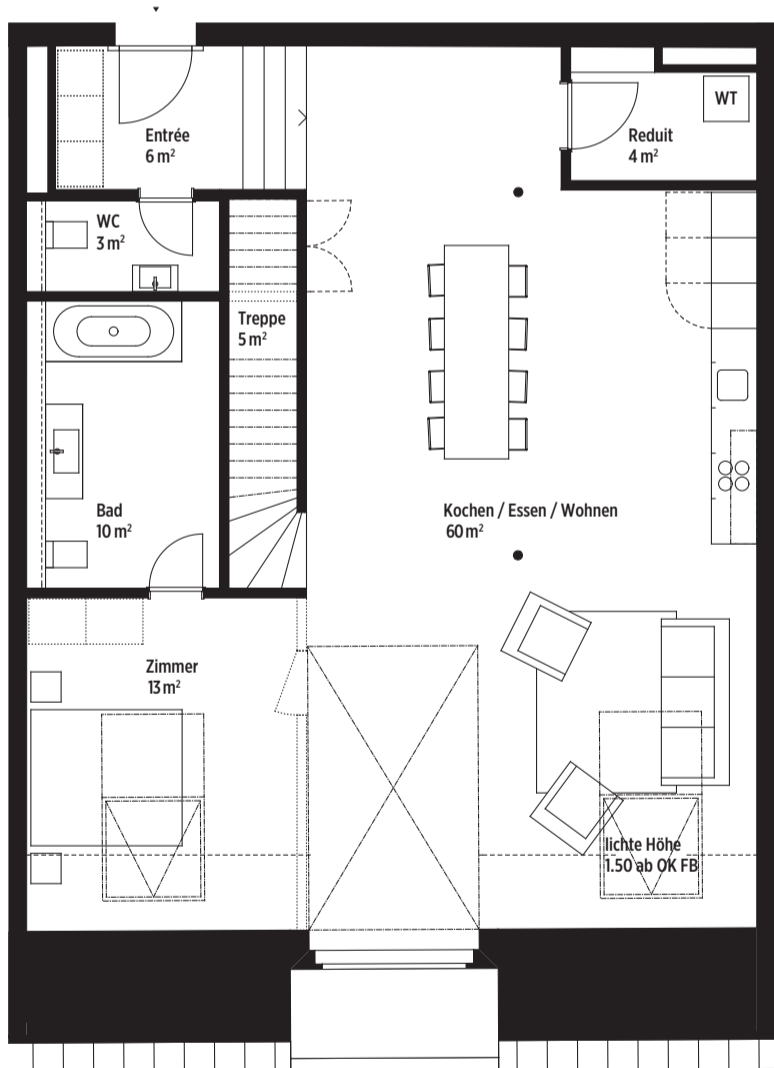 Entrée
6 m²
Reduit
4 m²
WT
WC
3 m²
Treppe
5 m²
Bad
10 m²
Kochen / Essen / Wohnen
60 m²
Zimmer
13 m²
lichte Höhe
1.50 ab OK FB